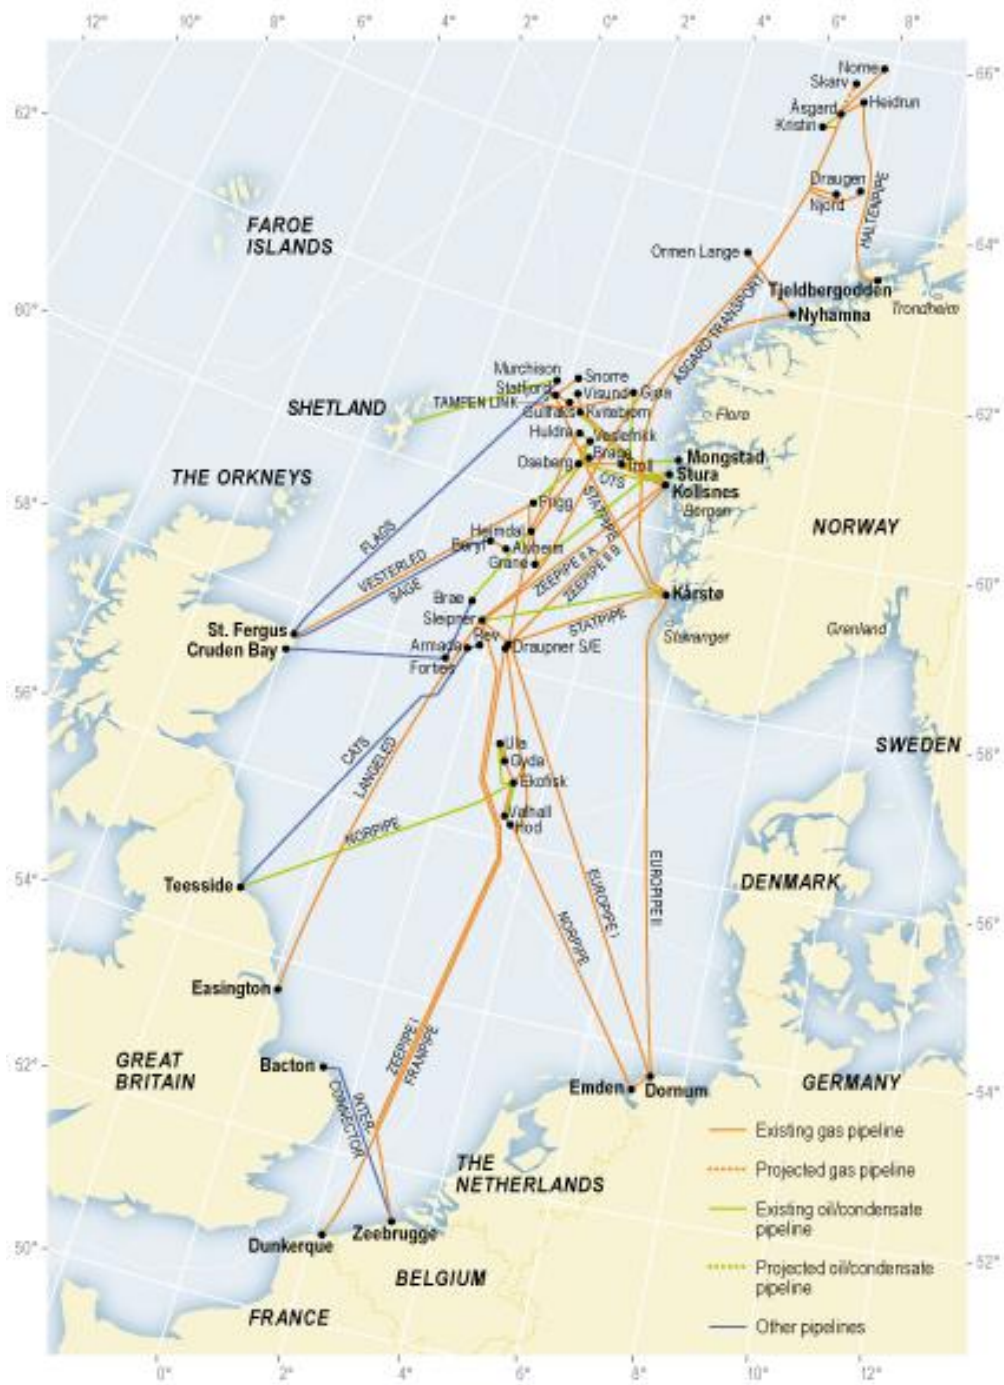 12° 10° 8° 6° 4° 2° 0° 2° 4° 6° 8°
66°
62°
Norne
Skarv
Heidrun
Åsgard
Kristin
Draugen
Njord
HALTENPIPE
FAROE
ISLANDS
64°
Ormen Lange
Tjeldbergodden
Trondheim
60°
Nyhamna
ÅSGARD TRANSPORT
Murchison
Snorre
Statfjord
Visund
Gjøa
TAMPEN LINK
SHETLAND
Gullfaks
Kvitebjørn
Florø
62°
Huldra
Veslefrikk
Brage
Oseberg
Troll
Mongstad
Stura
Kollsnes
OTS
Bergen
THE ORKNEYS
58°
Frigg
STATPIPE
NORWAY
FLAGS
Heimdal
Beryl
Alvheim
Grane
VESTERLED
SAGE
ZEEPIPE II A
ZEEPIPE II B
60°
Brae
Kårstø
Sleipner
STATPIPE
Stavanger
Grenland
St. Fergus
Cruden Bay
Rev
Armada
Forties
Draupner S/E
56°
CATS
LANGELED
Ula
Gyda
Ekofisk
SWEDEN
58°
NORPIPE
Valhall
Hod
54°
Teesside
EUROPIPE II
EUROPIPE I
NORPIPE
DENMARK
56°
Easington
ZEEPIPE I
FRANPIPE
52°
GREAT
BRITAIN
Bacton
Emden
Dornum
GERMANY
54°
INTER-
CONNECTOR
THE
NETHERLANDS
Existing gas pipeline
Projected gas pipeline
Existing oil/condensate
pipeline
Projected oil/condensate
pipeline
Other pipelines
50°
Dunkerque
Zeebrugge
52°
BELGIUM
FRANCE
0° 2° 4° 6° 8° 10° 12°